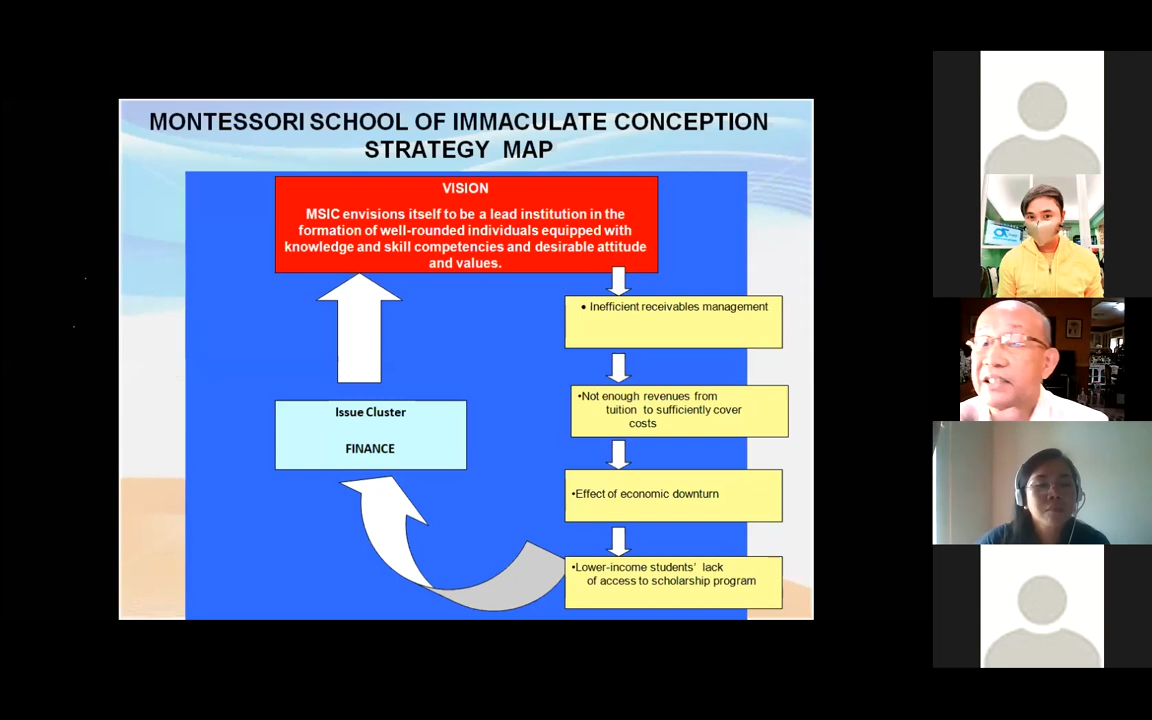 MONTESSORI SCHOOL OF IMMACULATE CONCEPTION
STRATEGY MAP
VISION
MSIC envisions itself to be a lead institution in the
formation of well-rounded individuals equipped with
knowledge and skill competencies and desirable attitude
and values.
• Inefficient receivables management
•Not enough revenues from
tuition to sufficiently cover
costs
•Effect of economic downturn
•Lower-income students' lack
of access to scholarship program
Issue Cluster
FINANCE